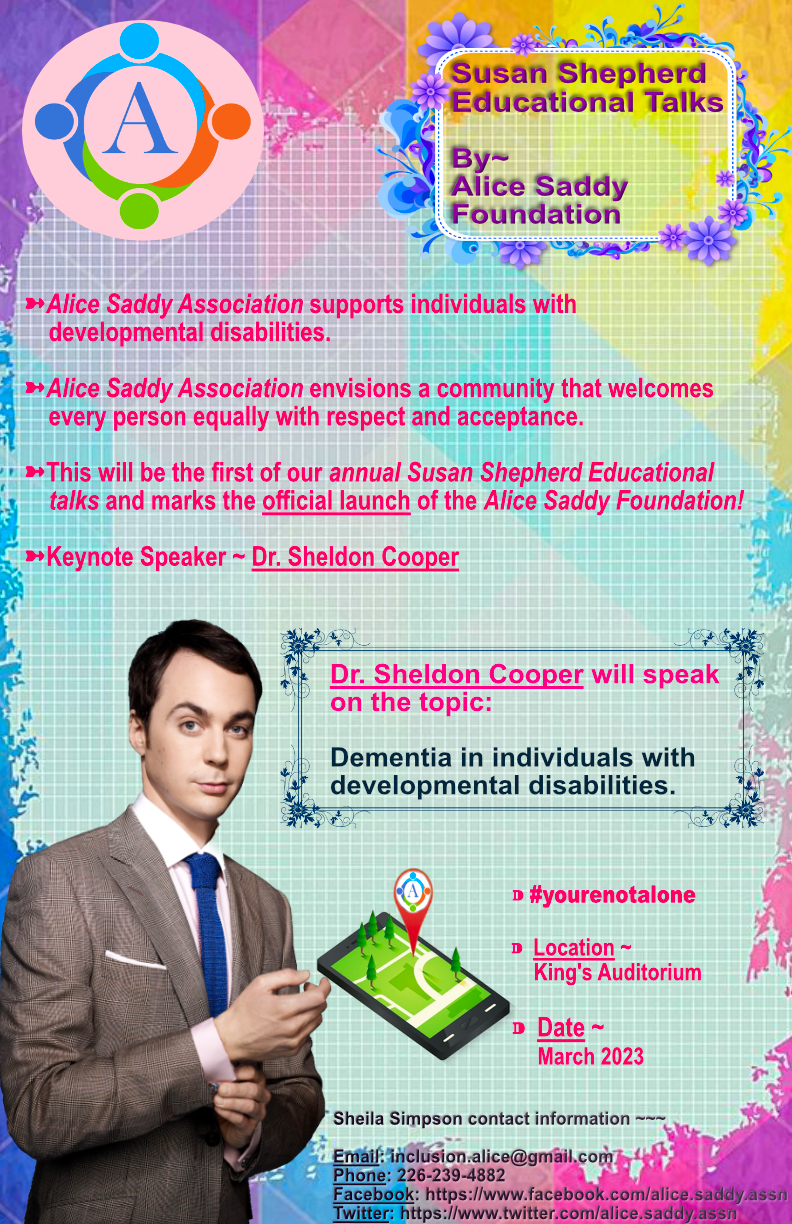 A
Susan Shepherd
Educational Talks
By~
Alice Saddy
Foundation
➽Alice Saddy Association supports individuals with
developmental disabilities.
➽Alice Saddy Association envisions a community that welcomes
every person equally with respect and acceptance.
➽This will be the first of our annual Susan Shepherd Educational
talks and marks the official launch of the Alice Saddy Foundation!
➽Keynote Speaker ~ Dr. Sheldon Cooper
Dr. Sheldon Cooper will speak
on the topic:
Dementia in individuals with
developmental disabilities.
A
#yourenotalone
Location ~
King's Auditorium
Date ~
March 2023
Sheila Simpson contact information ~~~
Email: inclusion.alice@gmail.com
Phone: 226-239-4882
Facebook: https://www.facebook.com/alice.saddy.assn
Twitter: https://www.twitter.com/alice.saddy.assn